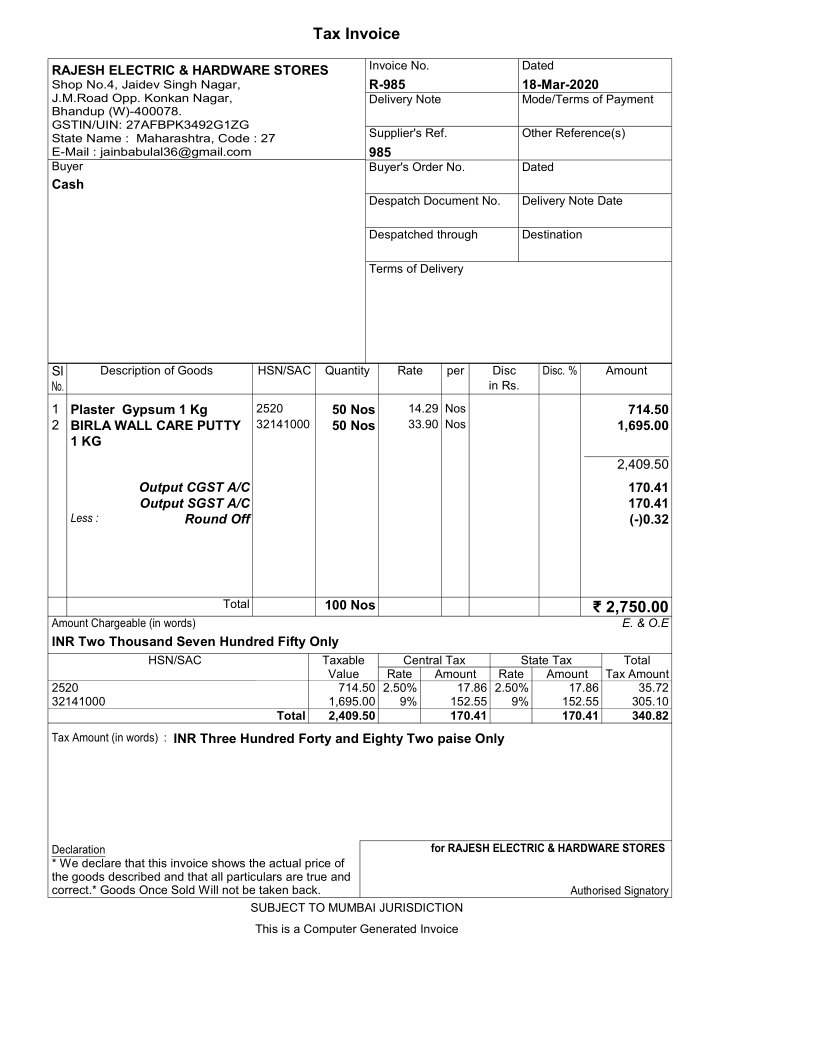 Tax Invoice
RAJESH ELECTRIC & HARDWARE STORES
Shop No.4, Jaidev Singh Nagar,
J.M.Road Opp. Konkan Nagar,
Bhandup (W)-400078.
GSTIN/UIN: 27AFBPK3492G1ZG
State Name : Maharashtra, Code : 27
E-Mail : jainbabulal36@gmail.com
Invoice No.
R-985
Dated
18-Mar-2020
Delivery Note
Mode/Terms of Payment
Supplier's Ref.
985
Other Reference(s)
Buyer
Cash
Buyer's Order No.
Dated
Despatch Document No.
Delivery Note Date
Despatched through
Destination
Terms of Delivery
Sl No. Description of Goods HSN/SAC Quantity Rate per Disc in Rs. Disc. % Amount
1 Plaster Gypsum 1 Kg 2520 50 Nos 14.29 Nos 714.50
2 BIRLA WALL CARE PUTTY 32141000 50 Nos 33.90 Nos 1,695.00
1 KG
2,409.50
Output CGST A/C 170.41
Output SGST A/C 170.41
Less : Round Off (-)0.32
Total 100 Nos ₹ 2,750.00
Amount Chargeable (in words) E. & O.E
INR Two Thousand Seven Hundred Fifty Only
HSN/SAC Taxable Central Tax State Tax Total
Value Rate Amount Rate Amount Tax Amount
2520 714.50 2.50% 17.86 2.50% 17.86 35.72
32141000 1,695.00 9% 152.55 9% 152.55 305.10
Total 2,409.50 170.41 170.41 340.82
Tax Amount (in words) : INR Three Hundred Forty and Eighty Two paise Only
Declaration
* We declare that this invoice shows the actual price of
the goods described and that all particulars are true and
correct.* Goods Once Sold Will not be taken back.
for RAJESH ELECTRIC & HARDWARE STORES
Authorised Signatory
SUBJECT TO MUMBAI JURISDICTION
This is a Computer Generated Invoice